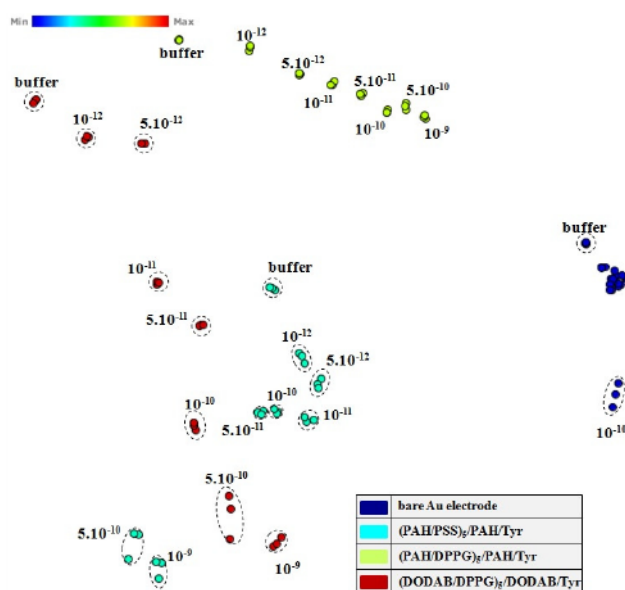 Min Max
buffer
10-12
5.10-12
10-11
5.10-11
10-10
5.10-10
10-9
buffer
10-12
5.10-12
buffer
10-11
buffer
5.10-11
10-12
5.10-12
10-10
10-10
5.10-11
10-11
10-10
5.10-10
5.10-10
10-9
10-9
bare Au electrode
(PAH/PSS)5/PAH/Tyr
(PAH/DPPG)5/PAH/Tyr
(DODAB/DPPG)5/DODAB/Tyr